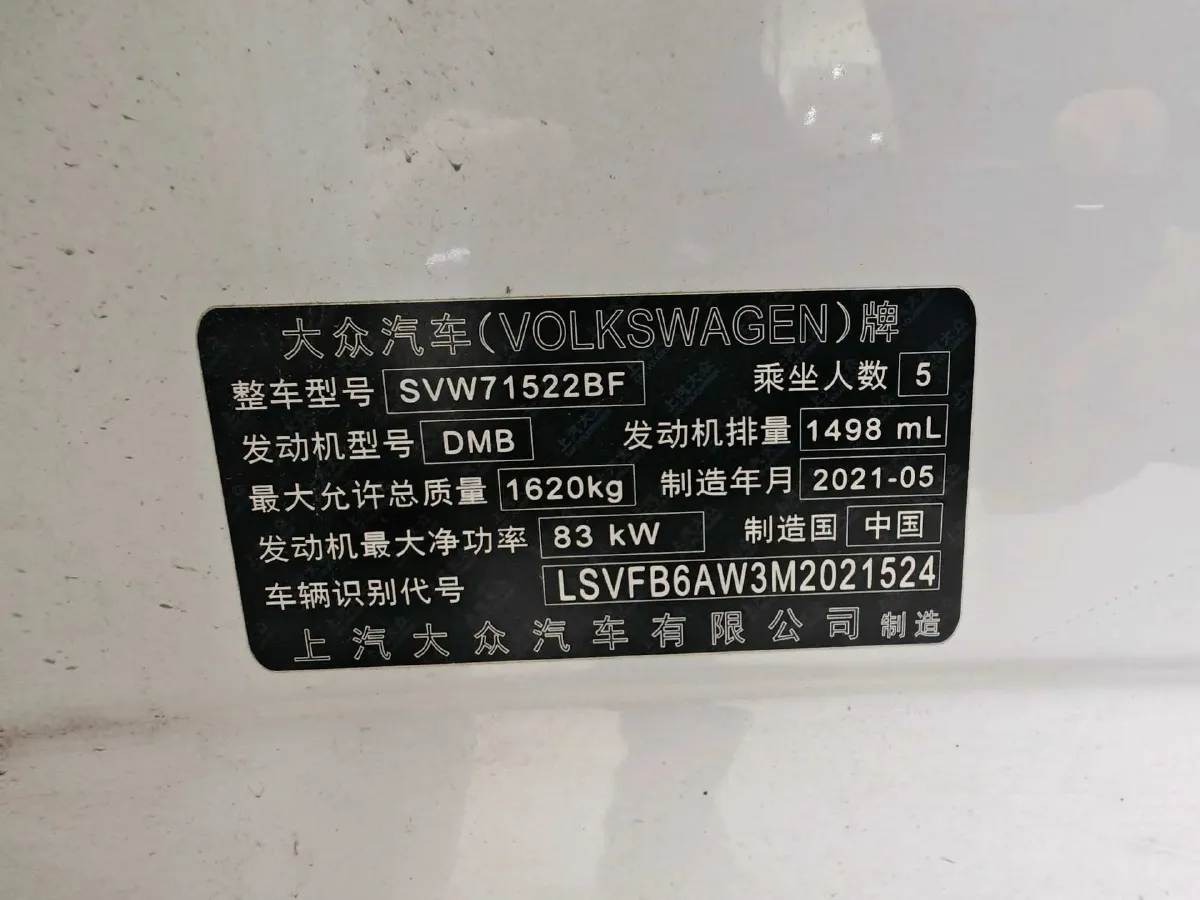 大众汽车(VOLKSWAGEN)牌
整车型号 SVW71522BF 乘坐人数 5
发动机型号 DMB 发动机排量 1498 mL
最大允许总质量 1620kg 制造年月 2021-05
发动机最大净功率 83 kW 制造国 中国
车辆识别代号 LSVFB6AW3M2021524
上汽大众汽车有限公司 制造